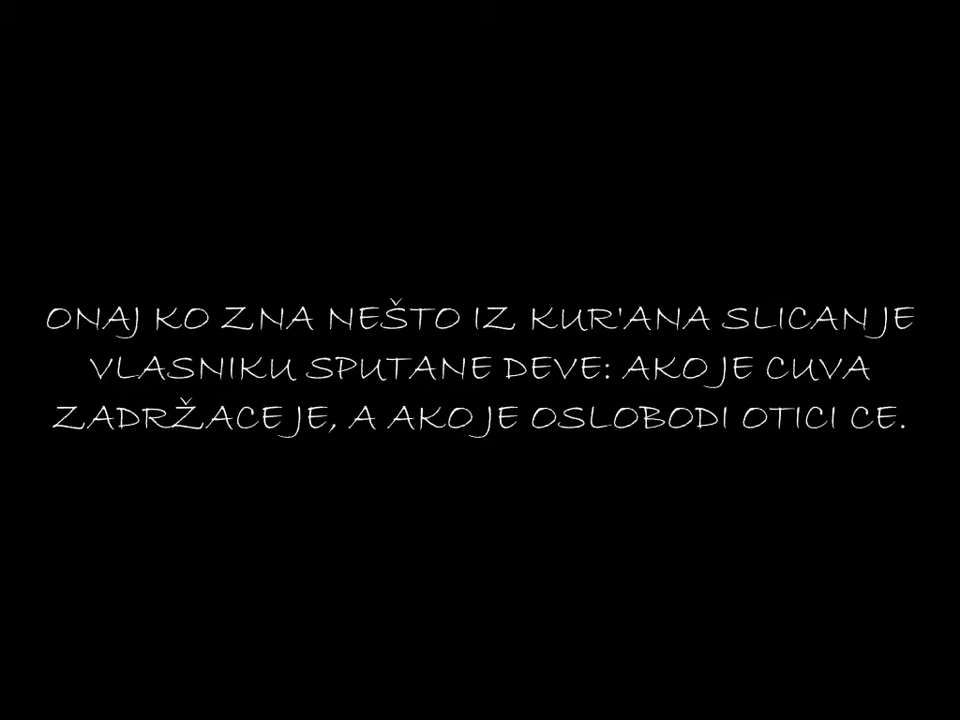 ONAJ KO ZNA NEŠTO IZ KUR'ANA SLICAN JE
VLASNIKU SPUTANE DEVE: AKO JE CUVA
ZADRŽACE JE, A AKO JE OSLOBODI OTICI CE.